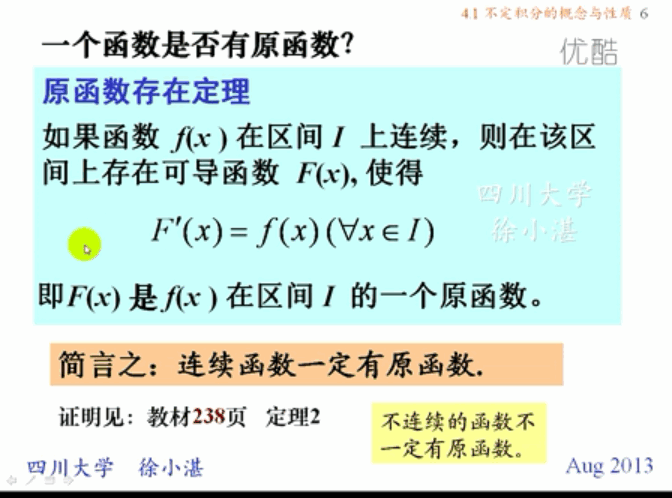 4.1 不定积分的概念与性质 6
一个函数是否有原函数?
优酷
原函数存在定理
如果函数 f(x) 在区间 I 上连续，则在该区
间上存在可导函数 F(x), 使得
四川大学
F′(x) = f(x) (∀x∈I)
徐小湛
即F(x) 是 f(x) 在区间 I 的一个原函数。
简言之：连续函数一定有原函数.
证明见：教材238页 定理2
不连续的函数不
一定有原函数。
四川大学 徐小湛
Aug 2013